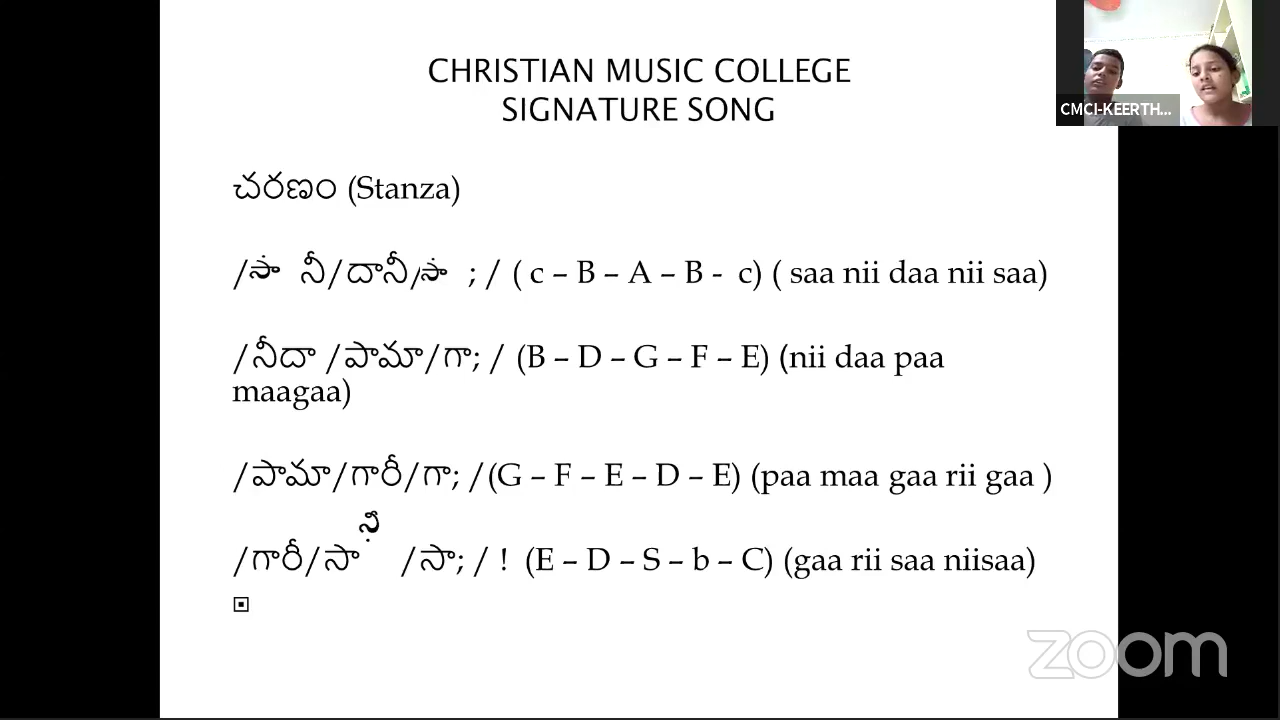 CHRISTIAN MUSIC COLLEGE
SIGNATURE SONG
CMCI-KEERTH...
చరణం (Stanza)
/సాం నీ/దానీ/సాం ; / ( c – B – A – B - c) ( saa nii daa nii saa)
/నీదా /పామా/గా; / (B – D – G – F – E) (nii daa paa
maagaa)
/పామా/గారీ/గా; /(G – F – E – D – E) (paa maa gaa rii gaa )
/గారీ/సా నీ /సా; / ! (E – D – S – b – C) (gaa rii saa niisaa)
zoom